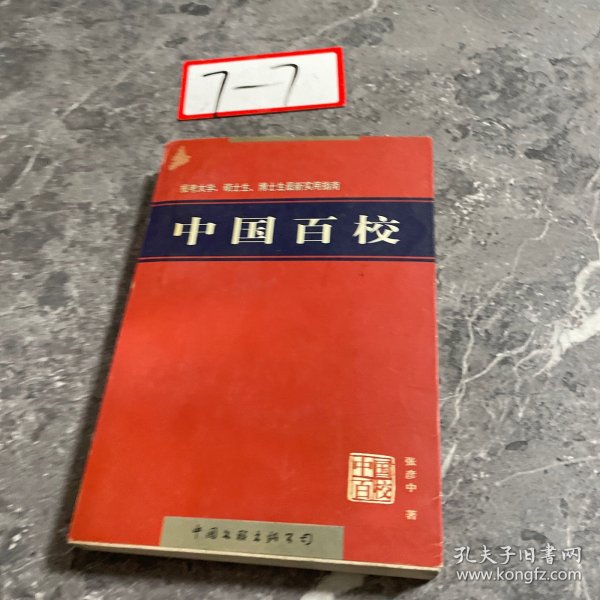 7-7
报考大学、硕士生、博士生最新实用指南
中国百校
中国
百校
张彦中 著
中国文联出版公司
孔夫子旧书网
www.kongfz.com